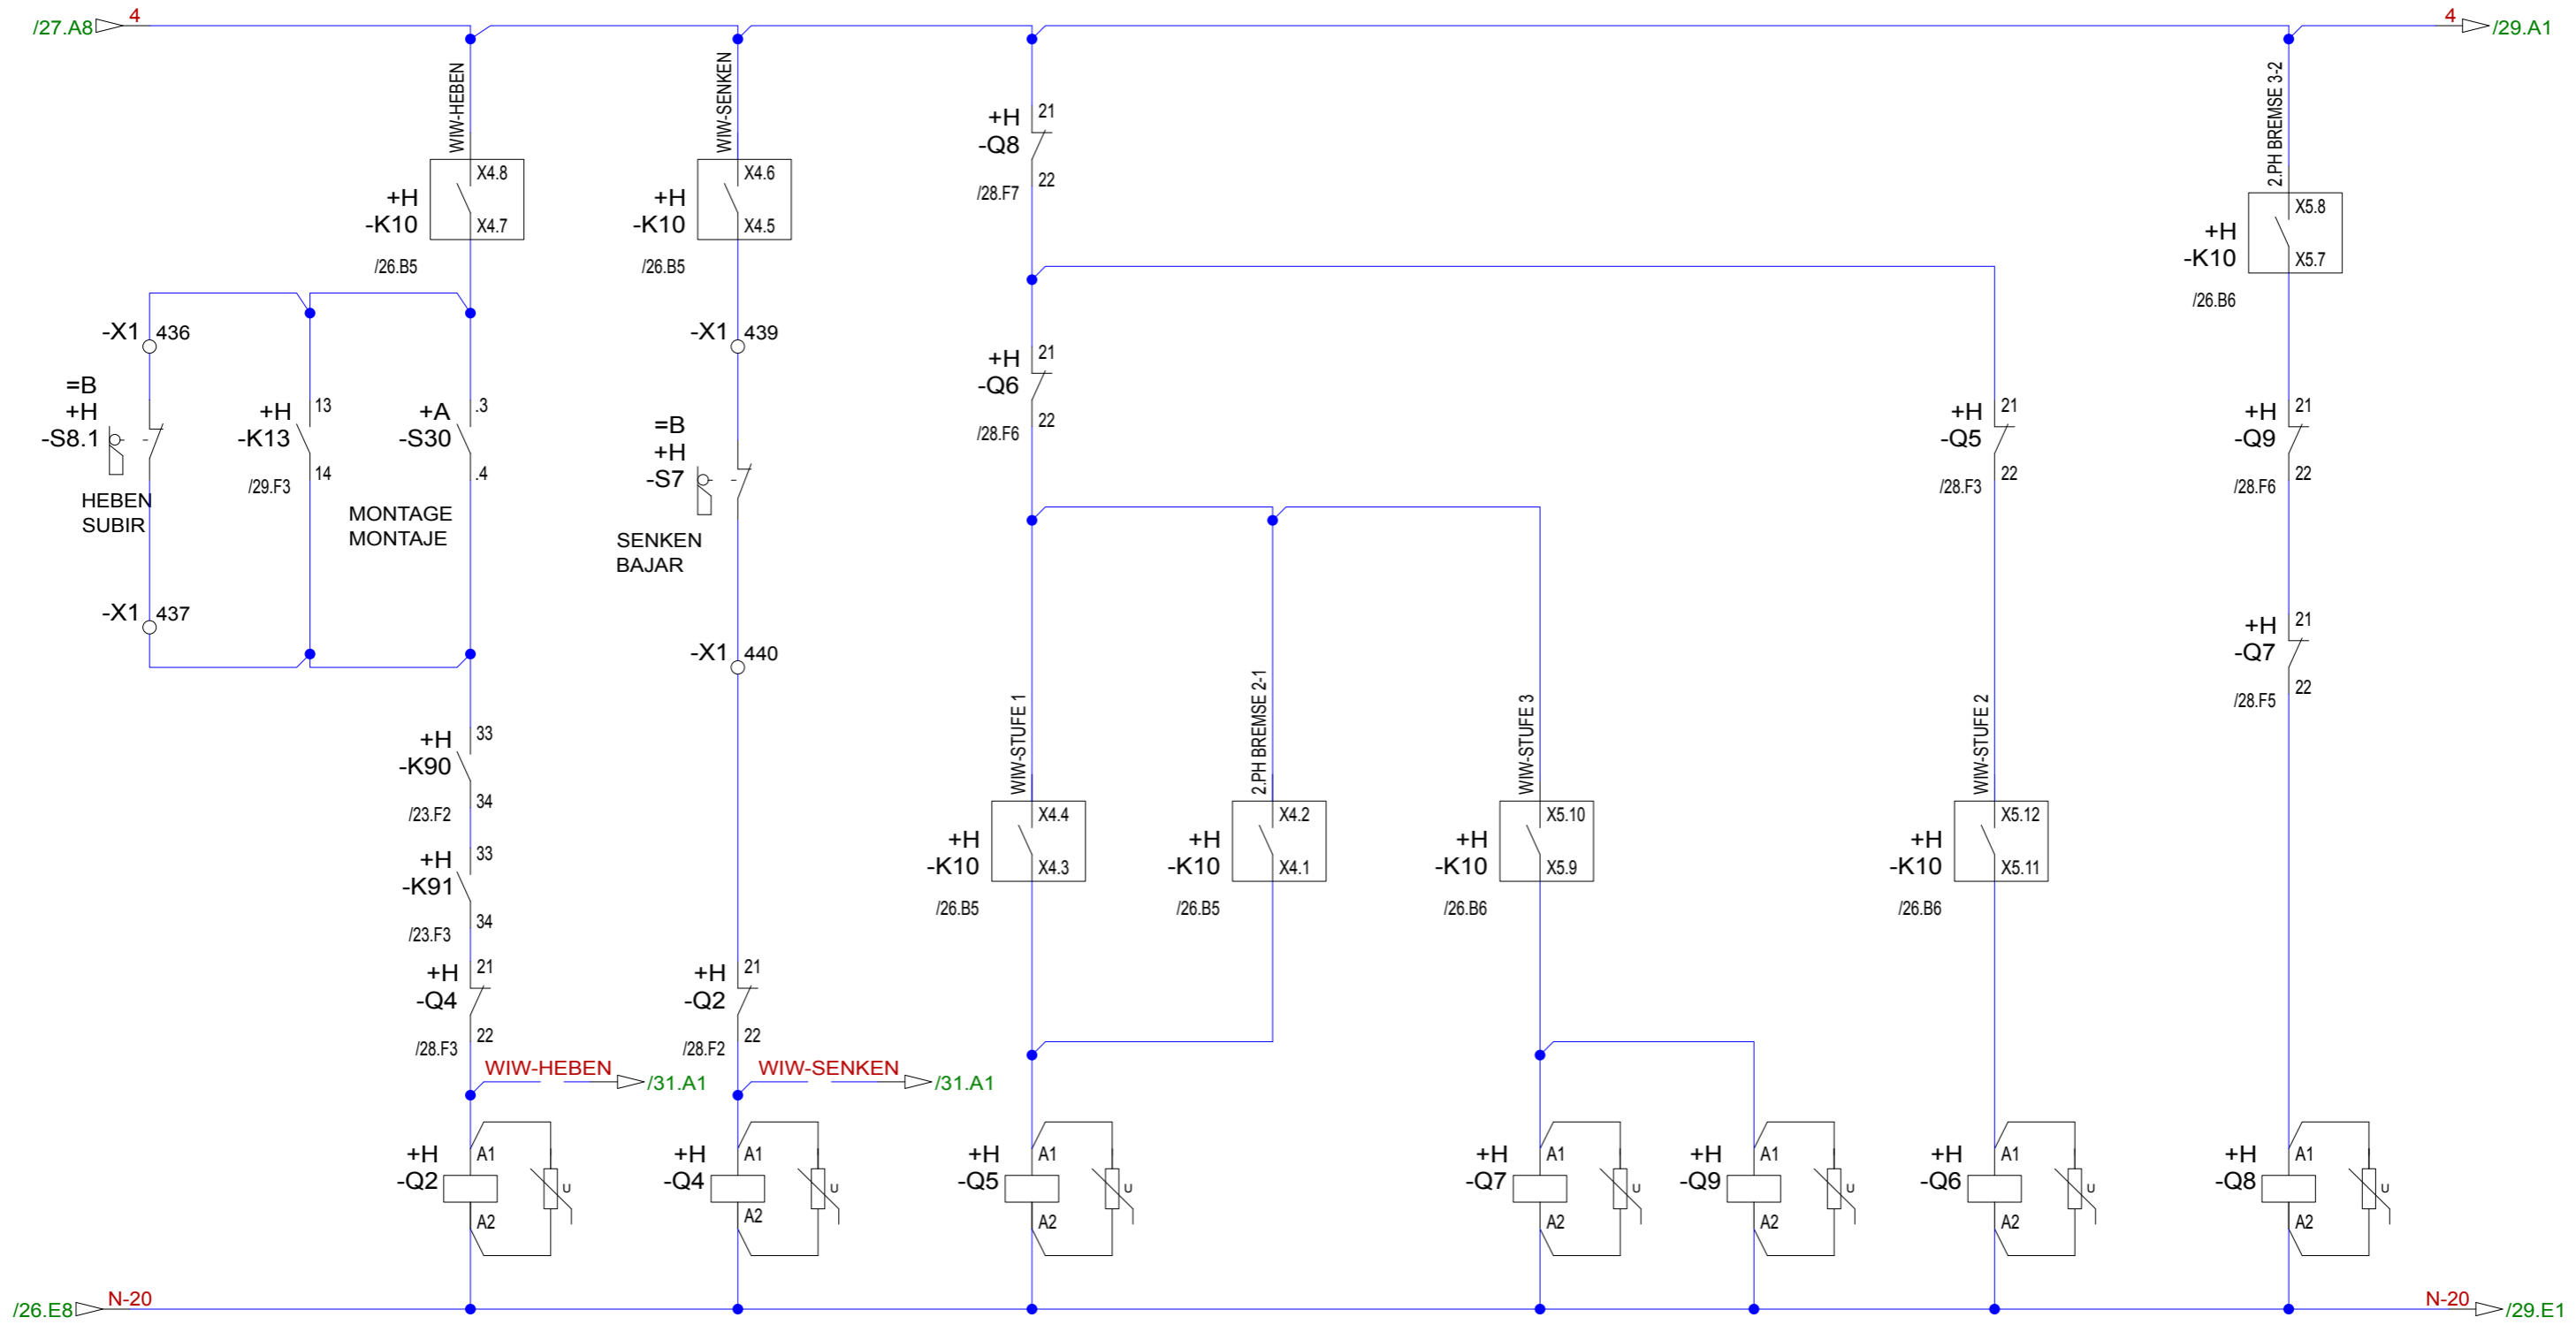 /27.A8
4
4
/29.A1
WIW-HEBEN
+H
-K10
X4.8
X4.7
/26.B5
WIW-SENKEN
+H
-K10
X4.6
X4.5
/26.B5
+H
-Q8
21
22
/28.F7
2.PH BREMSE 3-2
+H
-K10
X5.8
X5.7
/26.B6
-X1 436
=B
+H
-S8.1
HEBEN
SUBIR
-X1 437
+H
-K13
13
14
/29.F3
+A
-S30
.3
.4
MONTAGE
MONTAJE
-X1 439
=B
+H
-S7
SENKEN
BAJAR
-X1 440
+H
-Q6
21
22
/28.F6
+H
-Q5
21
22
/28.F3
+H
-Q9
21
22
/28.F6
+H
-Q7
21
22
/28.F5
+H
-K90
33
34
/23.F2
+H
-K91
33
34
/23.F3
+H
-Q4
21
22
/28.F3
WIW-HEBEN
/31.A1
+H
-Q2
21
22
/28.F2
WIW-SENKEN
/31.A1
WIW-STUFE 1
+H
-K10
X4.4
X4.3
/26.B5
2.PH BREMSE 2-1
+H
-K10
X4.2
X4.1
/26.B5
WIW-STUFE 3
+H
-K10
X5.10
X5.9
/26.B6
WIW-STUFE 2
+H
-K10
X5.12
X5.11
/26.B6
+H
-Q2
A1
A2
U
+H
-Q4
A1
A2
U
+H
-Q5
A1
A2
U
+H
-Q7
A1
A2
U
+H
-Q9
A1
A2
U
+H
-Q6
A1
A2
U
+H
-Q8
A1
A2
U
/26.E8
N-20
N-20
/29.E1